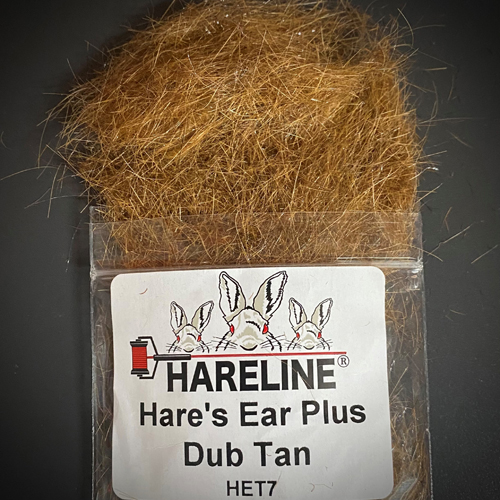 HARELINE®
Hare's Ear Plus
Dub Tan
HET7